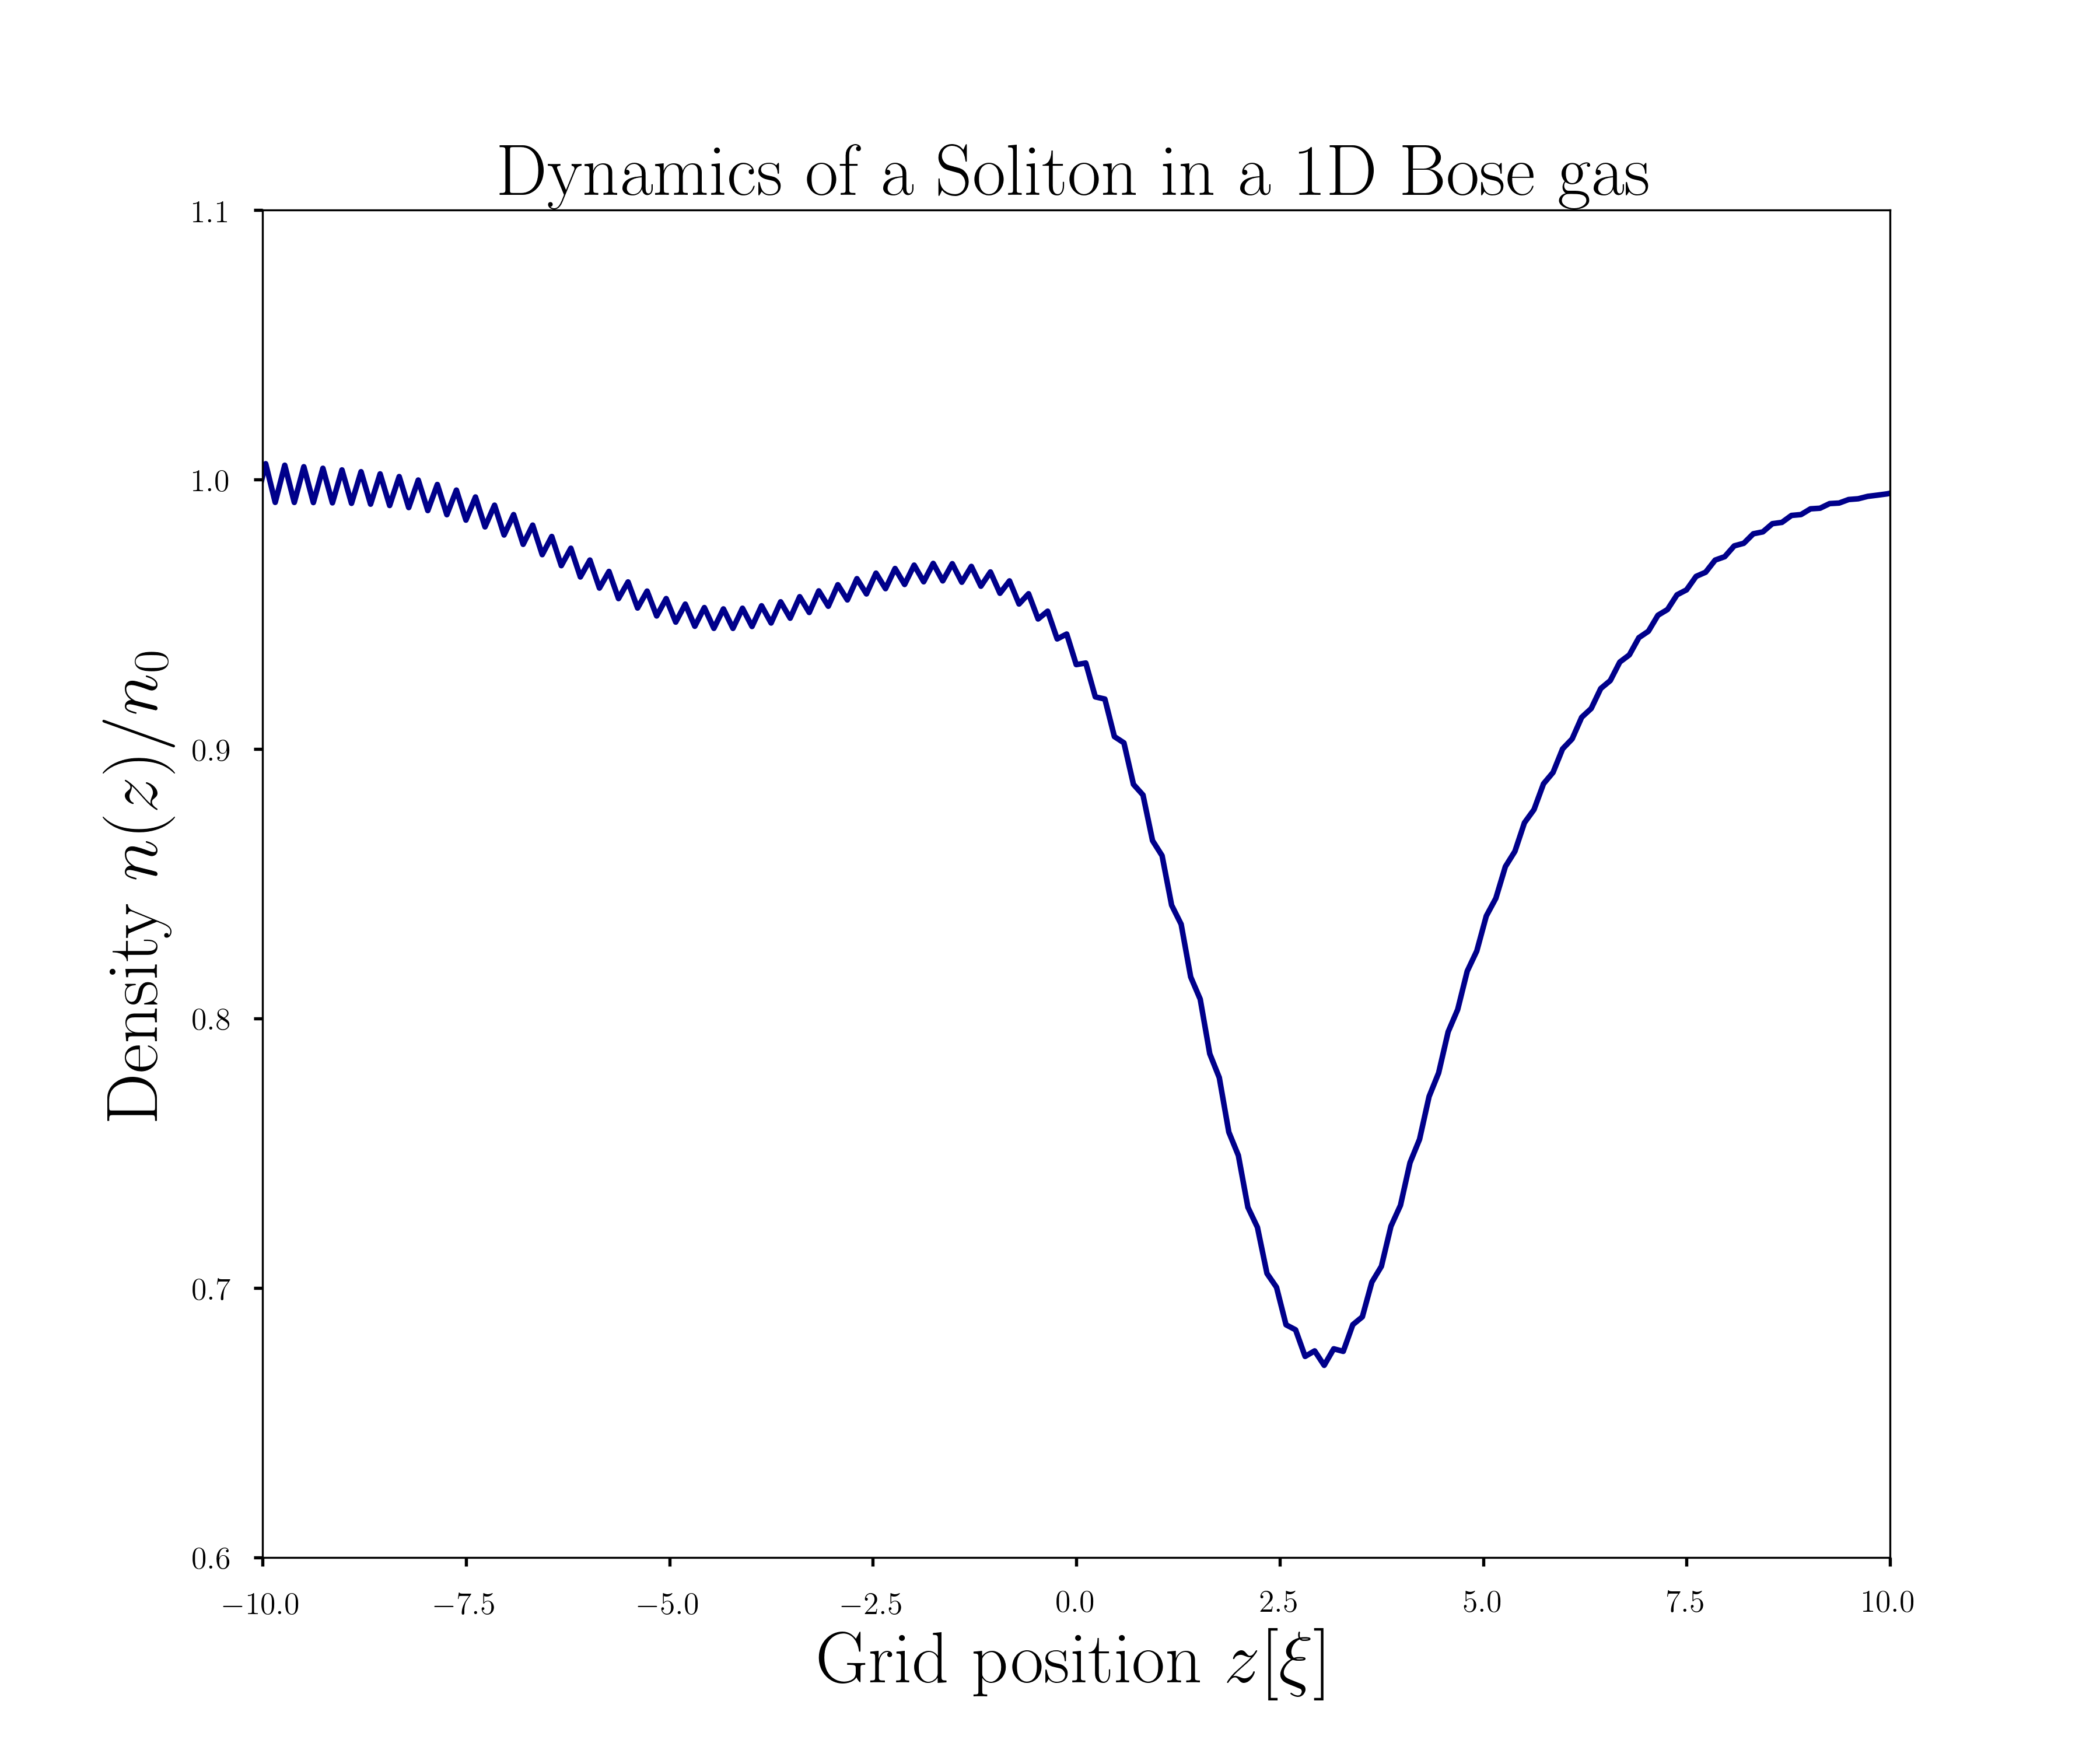 Dynamics of a Soliton in a 1D Bose gas
1.1
1.0
0.9
0.8
0.7
0.6
Density n(z)/n₀
−10.0 −7.5 −5.0 −2.5 0.0 2.5 5.0 7.5 10.0
Grid position z[ξ]